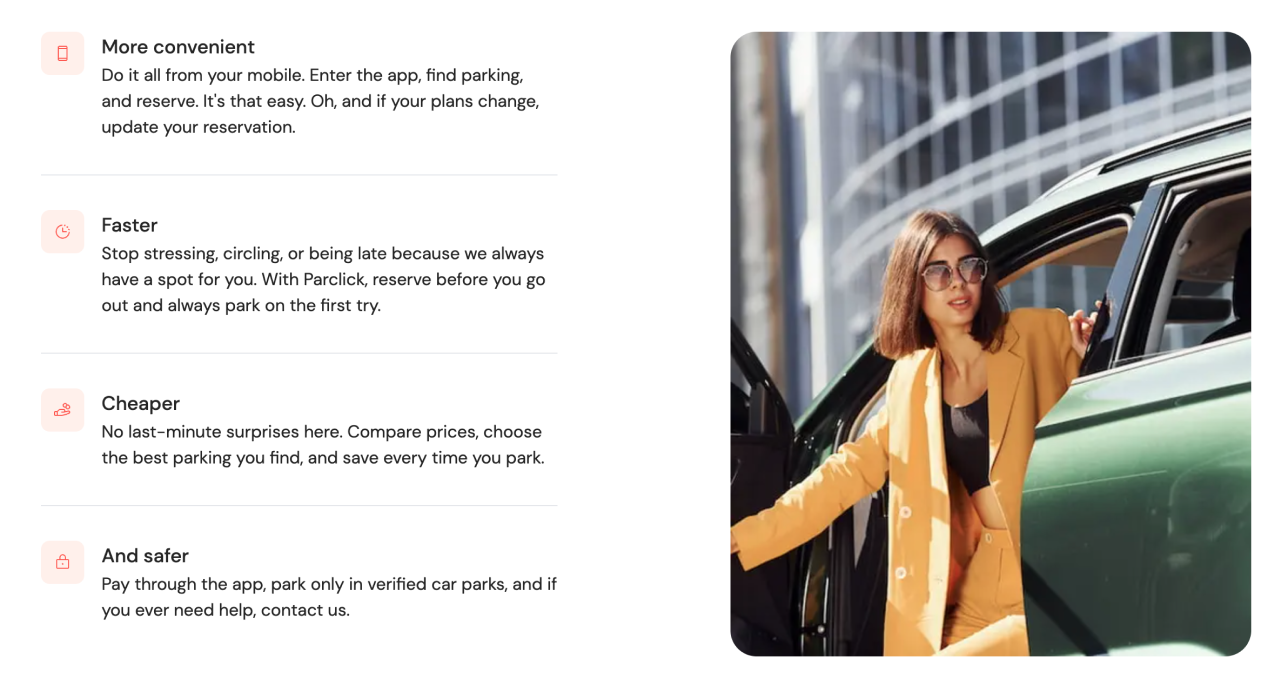 More convenient
Do it all from your mobile. Enter the app, find parking,
and reserve. It's that easy. Oh, and if your plans change,
update your reservation.
Faster
Stop stressing, circling, or being late because we always
have a spot for you. With Parclick, reserve before you go
out and always park on the first try.
Cheaper
No last-minute surprises here. Compare prices, choose
the best parking you find, and save every time you park.
And safer
Pay through the app, park only in verified car parks, and if
you ever need help, contact us.